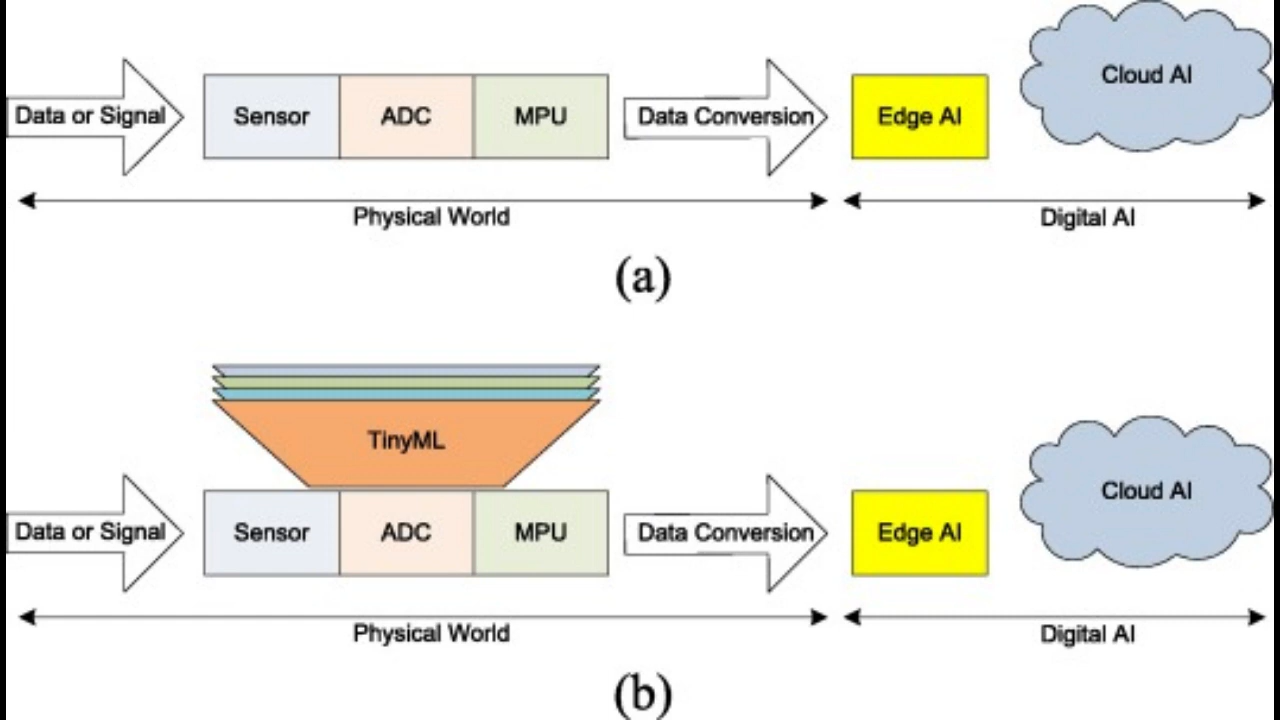 Data or Signal Sensor ADC MPU Data Conversion Edge AI Cloud AI
Physical World Digital AI
(a)
TinyML
Data or Signal Sensor ADC MPU Data Conversion Edge AI Cloud AI
Physical World Digital AI
(b)